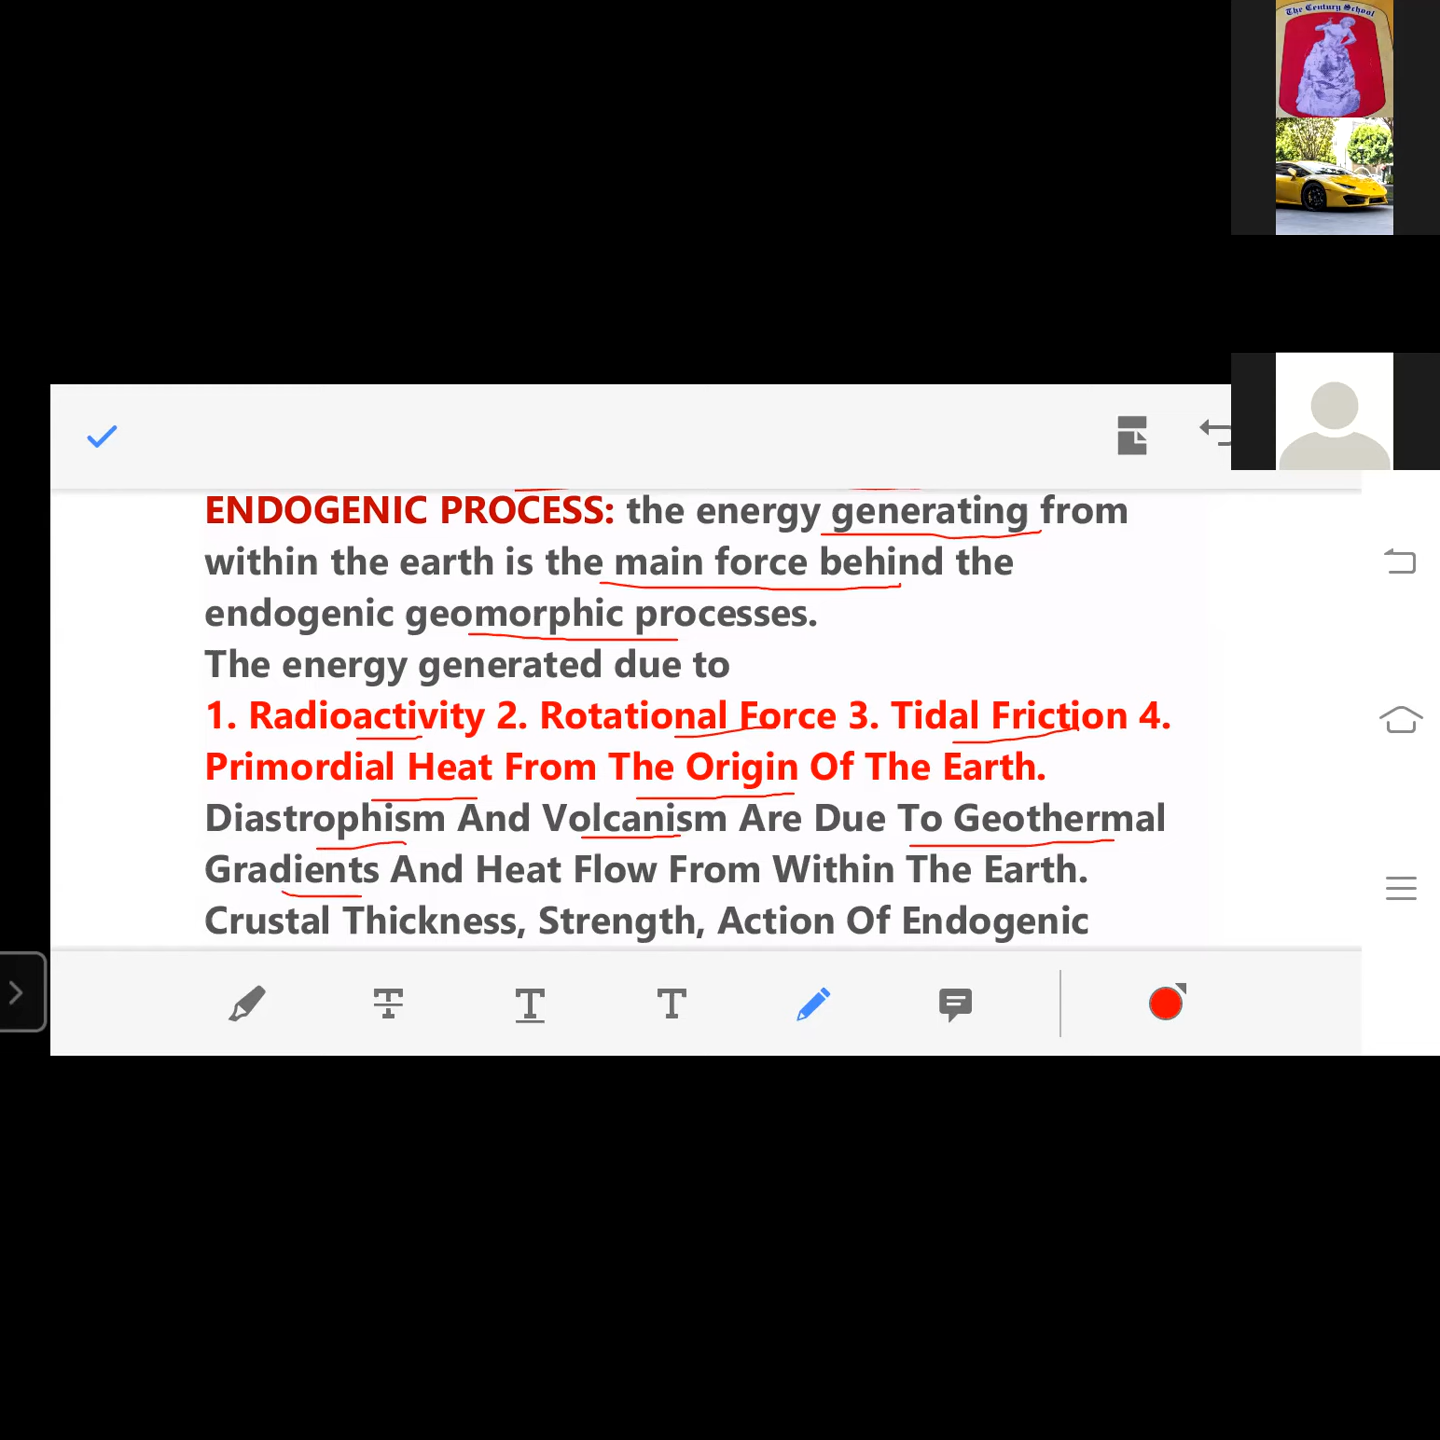 The Century School
ENDOGENIC PROCESS: the energy generating from
within the earth is the main force behind the
endogenic geomorphic processes.
The energy generated due to
1. Radioactivity 2. Rotational Force 3. Tidal Friction 4.
Primordial Heat From The Origin Of The Earth.
Diastrophism And Volcanism Are Due To Geothermal
Gradients And Heat Flow From Within The Earth.
Crustal Thickness, Strength, Action Of Endogenic
T T T